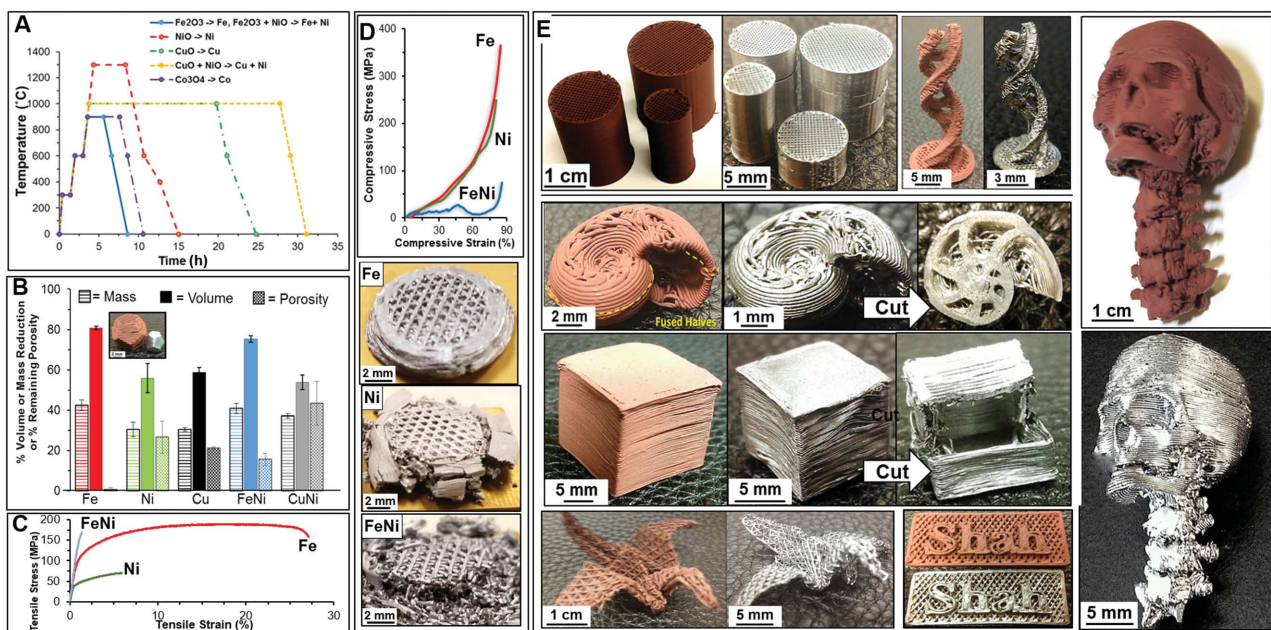 A
Fe2O3 -> Fe, Fe2O3 + NiO -> Fe+ Ni
NiO -> Ni
CuO -> Cu
CuO + NiO -> Cu + Ni
Co3O4 -> Co
Temperature (°C)
1400
1200
1000
800
600
400
200
0
0 5 10 15 20 25 30 35
Time (h)
B
= Mass = Volume = Porosity
% Volume or Mass Reduction
or % Remaining Porosity
100
80
60
40
20
0
Fe Ni Cu FeNi CuNi
C
Tensile Stress (MPa)
200
150
100
50
0
FeNi
Fe
Ni
0 10 20 30
Tensile Strain (%)
D
Compressive Stress (MPa)
400
300
200
100
0
Fe
Ni
FeNi
0 30 60 90
Compressive Strain (%)
Fe
2 mm
Ni
2 mm
FeNi
2 mm
E
1 cm
5 mm
5 mm
3 mm
1 cm
2 mm
Fused Halves
1 mm
Cut
5 mm
5 mm
Cut
Cut
1 cm
5 mm
Shah
Shah
5 mm